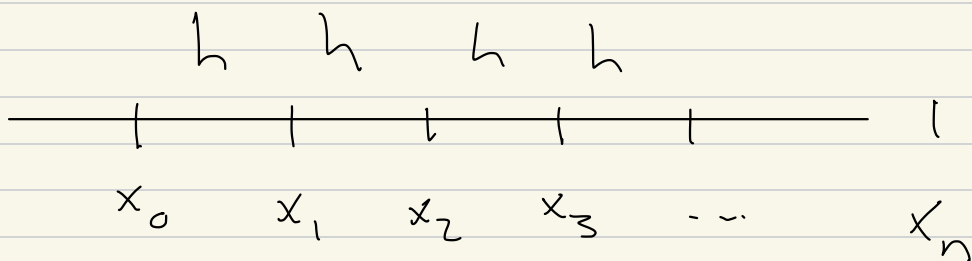 h h h h
x₀ x₁ x₂ x₃ ... xₙ